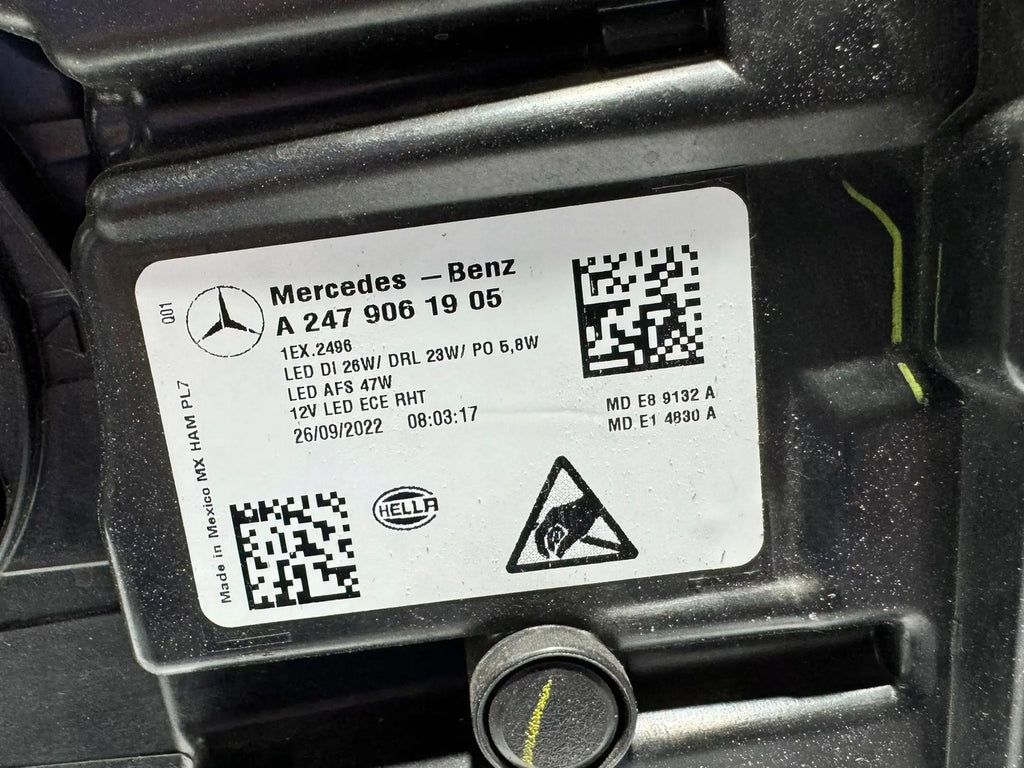 Q01
Mercedes – Benz
A 247 906 19 05
1EX.2496
LED DI 26W/ DRL 23W/ PO 5,8W
LED AFS 47W
12V LED ECE RHT
26/09/2022 08:03:17
MD E8 9132 A
MD E1 4830 A
Made in Mexico MX HAM PL7
HELLA